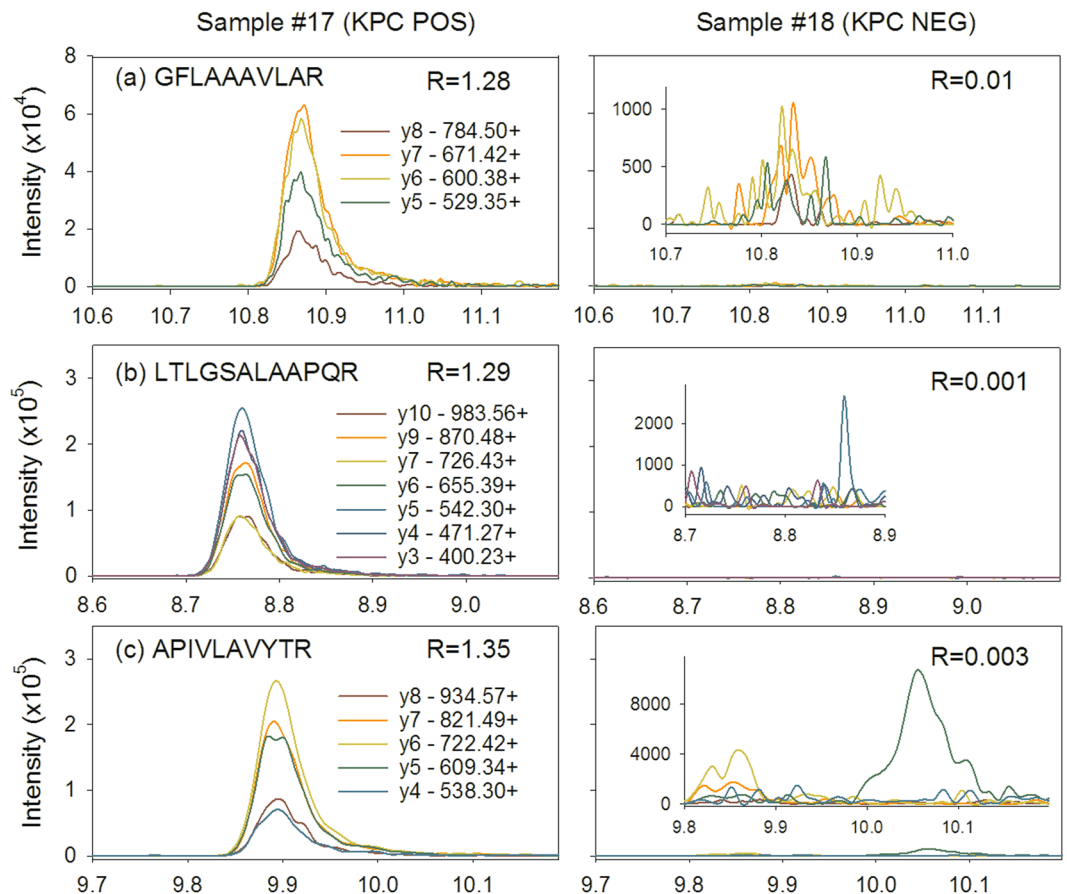 Sample #17 (KPC POS)
Sample #18 (KPC NEG)
Intensity (x10⁴)
8
6
4
2
0
(a) GFLAAAVLAR
R=1.28
y8 - 784.50+
y7 - 671.42+
y6 - 600.38+
y5 - 529.35+
10.6 10.7 10.8 10.9 11.0 11.1
R=0.01
1000
500
0
10.7 10.8 10.9 11.0
10.6 10.7 10.8 10.9 11.0 11.1
Intensity (x10⁵)
3
2
1
0
(b) LTLGSALAAPQR
R=1.29
y10 - 983.56+
y9 - 870.48+
y7 - 726.43+
y6 - 655.39+
y5 - 542.30+
y4 - 471.27+
y3 - 400.23+
8.6 8.7 8.8 8.9 9.0
R=0.001
2000
1000
0
8.7 8.8 8.9
8.6 8.7 8.8 8.9 9.0
Intensity (x10⁵)
3
2
1
0
(c) APIVLAVYTR
R=1.35
y8 - 934.57+
y7 - 821.49+
y6 - 722.42+
y5 - 609.34+
y4 - 538.30+
9.7 9.8 9.9 10.0 10.1
R=0.003
8000
4000
0
9.8 9.9 10.0 10.1
9.7 9.8 9.9 10.0 10.1